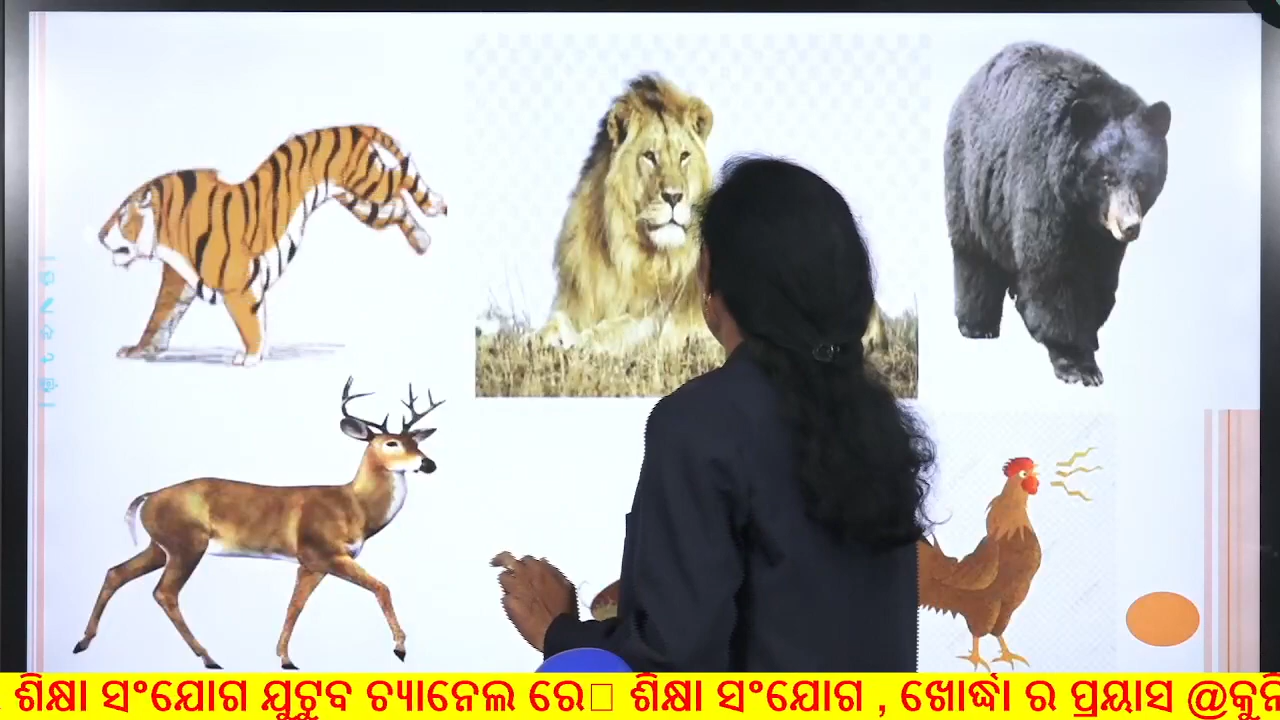 ଶିକ୍ଷା ସଂଯୋଗ ଯୁଟୁବ ଚ୍ୟାନେଲ ରେ ଶିକ୍ଷା ସଂଯୋଗ , ଖୋର୍ଦ୍ଧା ର ପ୍ରୟାସ